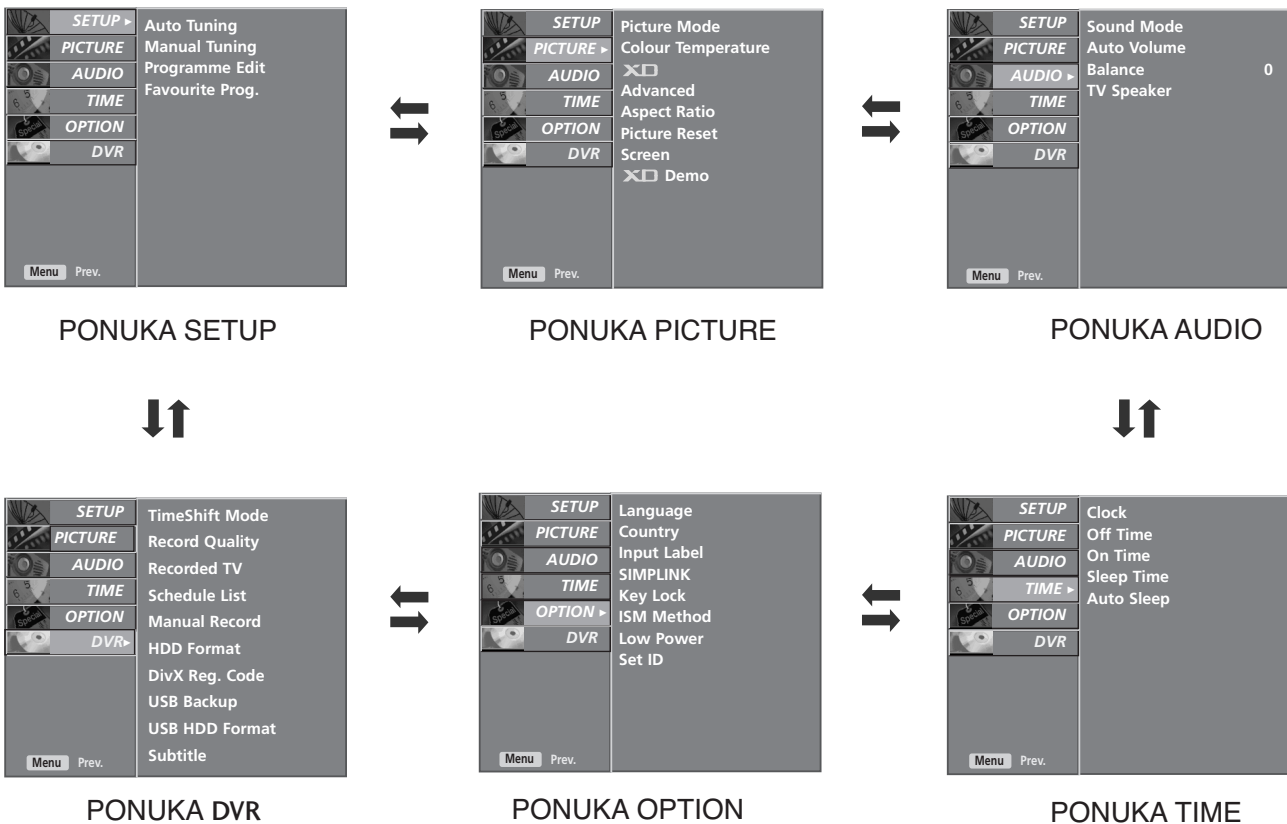 SETUP
PICTURE
AUDIO
TIME
OPTION
Special
DVR
Auto Tuning
Manual Tuning
Programme Edit
Favourite Prog.
Menu Prev.
PONUKA SETUP
SETUP
PICTURE
AUDIO
TIME
OPTION
Special
DVR
Picture Mode
Colour Temperature
XD
Advanced
Aspect Ratio
Picture Reset
Screen
XD Demo
Menu Prev.
PONUKA PICTURE
SETUP
PICTURE
AUDIO
TIME
OPTION
Special
DVR
Sound Mode
Auto Volume
Balance 0
TV Speaker
Menu Prev.
PONUKA AUDIO
SETUP
PICTURE
AUDIO
TIME
OPTION
Special
DVR
TimeShift Mode
Record Quality
Recorded TV
Schedule List
Manual Record
HDD Format
DivX Reg. Code
USB Backup
USB HDD Format
Subtitle
Menu Prev.
PONUKA DVR
SETUP
PICTURE
AUDIO
TIME
OPTION
Special
DVR
Language
Country
Input Label
SIMPLINK
Key Lock
ISM Method
Low Power
Set ID
Menu Prev.
PONUKA OPTION
SETUP
PICTURE
AUDIO
TIME
OPTION
Special
DVR
Clock
Off Time
On Time
Sleep Time
Auto Sleep
Menu Prev.
PONUKA TIME